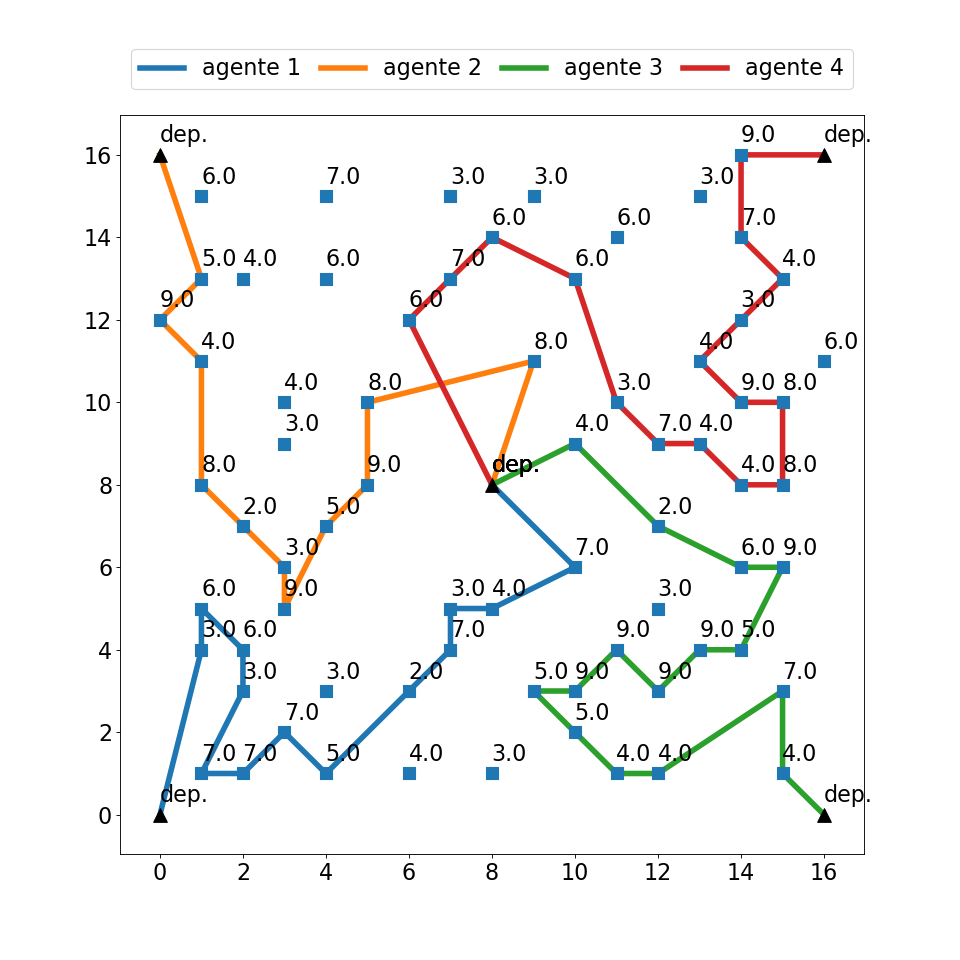 agente 1 agente 2 agente 3 agente 4
dep. 9.0 dep.
16
6.0 7.0 3.0 3.0 3.0
6.0 6.0 7.0
14
5.0 4.0 6.0 7.0 6.0 4.0
9.0 6.0 3.0
12
4.0 8.0 4.0 6.0
4.0 8.0 3.0 9.0 8.0
10
3.0 4.0 7.0 4.0
8.0 9.0 dep. 4.0 8.0
8
2.0 5.0 2.0
3.0 7.0 6.0 9.0
6
6.0 9.0 3.0 4.0 3.0
3.0 6.0 7.0 9.0 9.0 5.0
4
3.0 3.0 2.0 5.0 9.0 9.0 7.0
7.0 5.0
2
7.0 7.0 5.0 4.0 3.0 4.0 4.0 4.0
dep. dep.
0
0 2 4 6 8 10 12 14 16